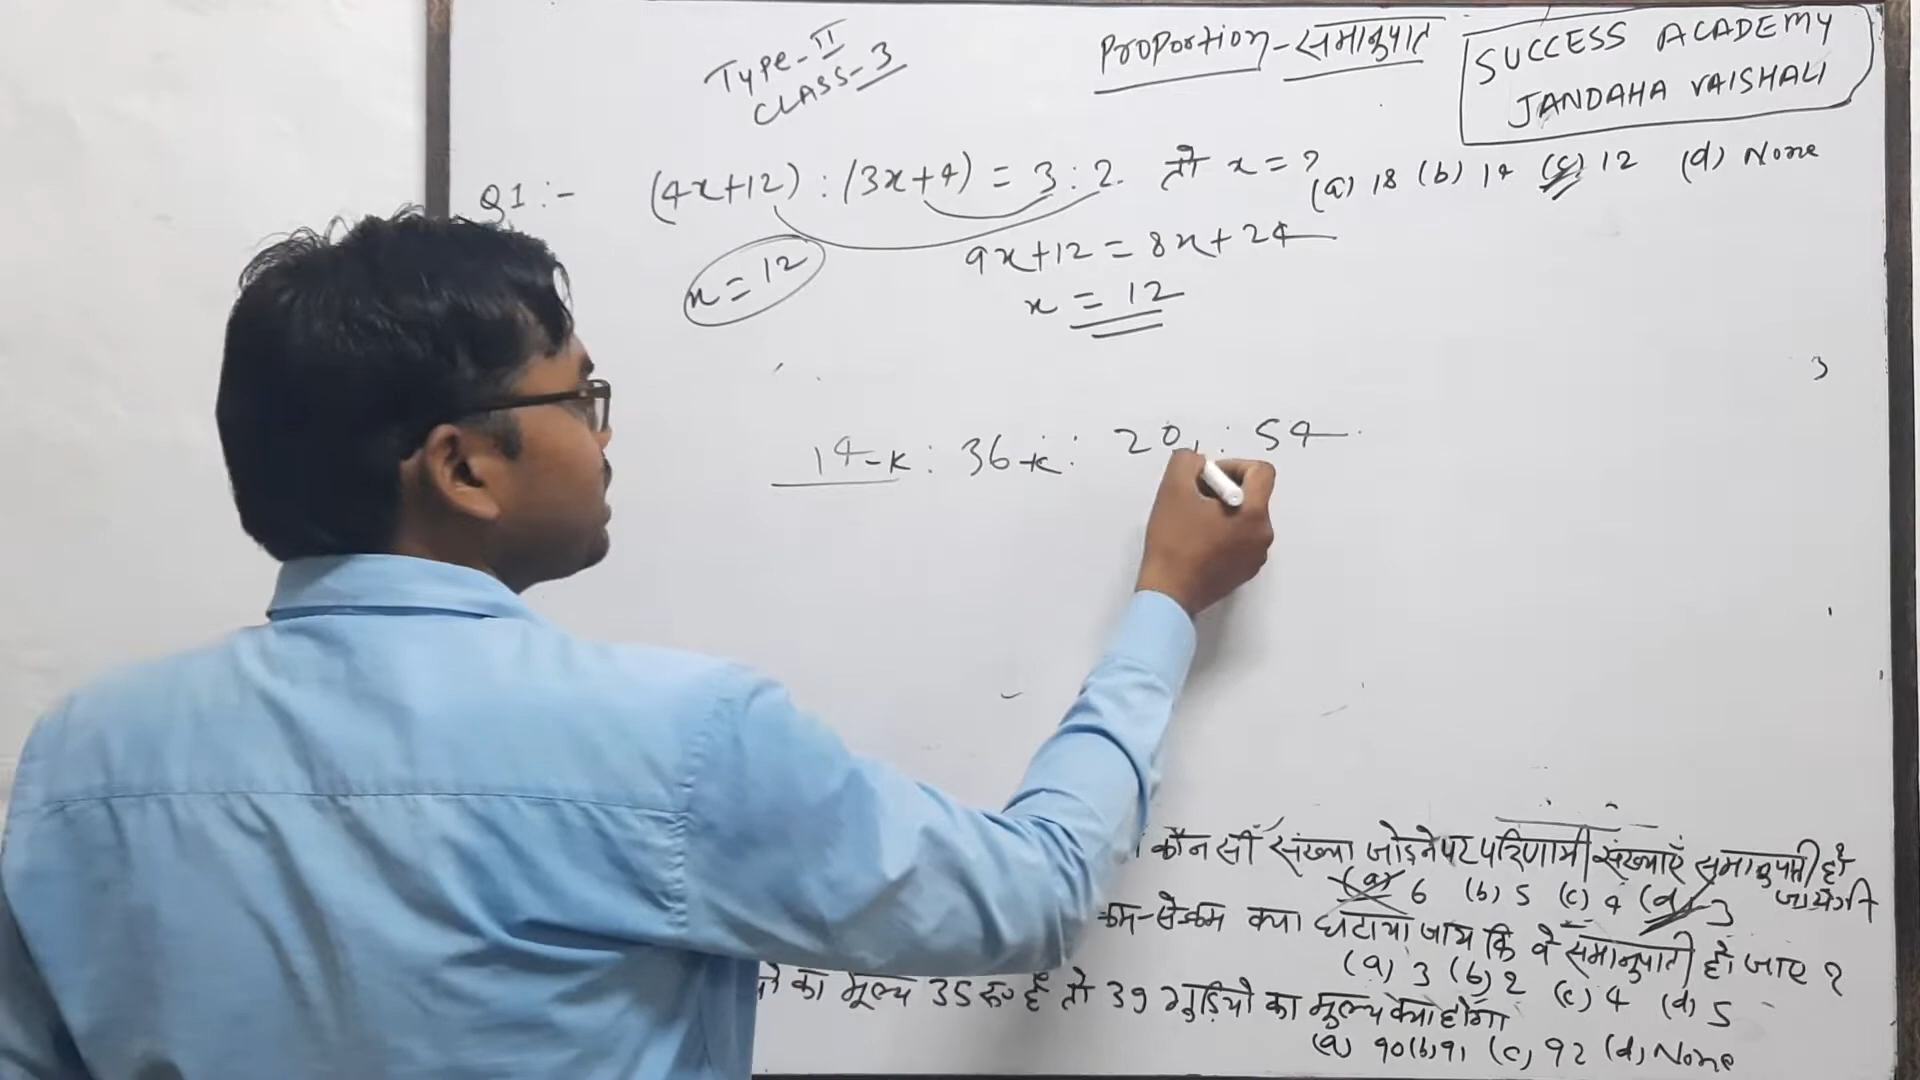 Type-II
CLASS-3
Proportion-समानुपात
SUCCESS ACADEMY
JANDAHA VAISHALI
Q1:- (4x+12) : (3x+4) = 3 : 2. तो x = ?
(a) 18 (b) 14 (c) 12 (d) None
9x+12 = 8x+24
x = 12
x = 12
3
14-k : 36-k : 20 : 54
कौन सी संख्या जोड़ने पर परिणामी संख्याएँ समानुपाती हो
जायेगी
(a) 6 (b) 5 (c) 4 (d) 3
कम-से-कम क्या घटाया जाय कि वे समानुपाती हो जाए ?
(a) 3 (b) 2 (c) 4 (d) 5
का मूल्य 35 रु॰ है तो 39 गुड़ियों का मूल्य क्या होगा
(a) 90 (b) 91 (c) 92 (d) None